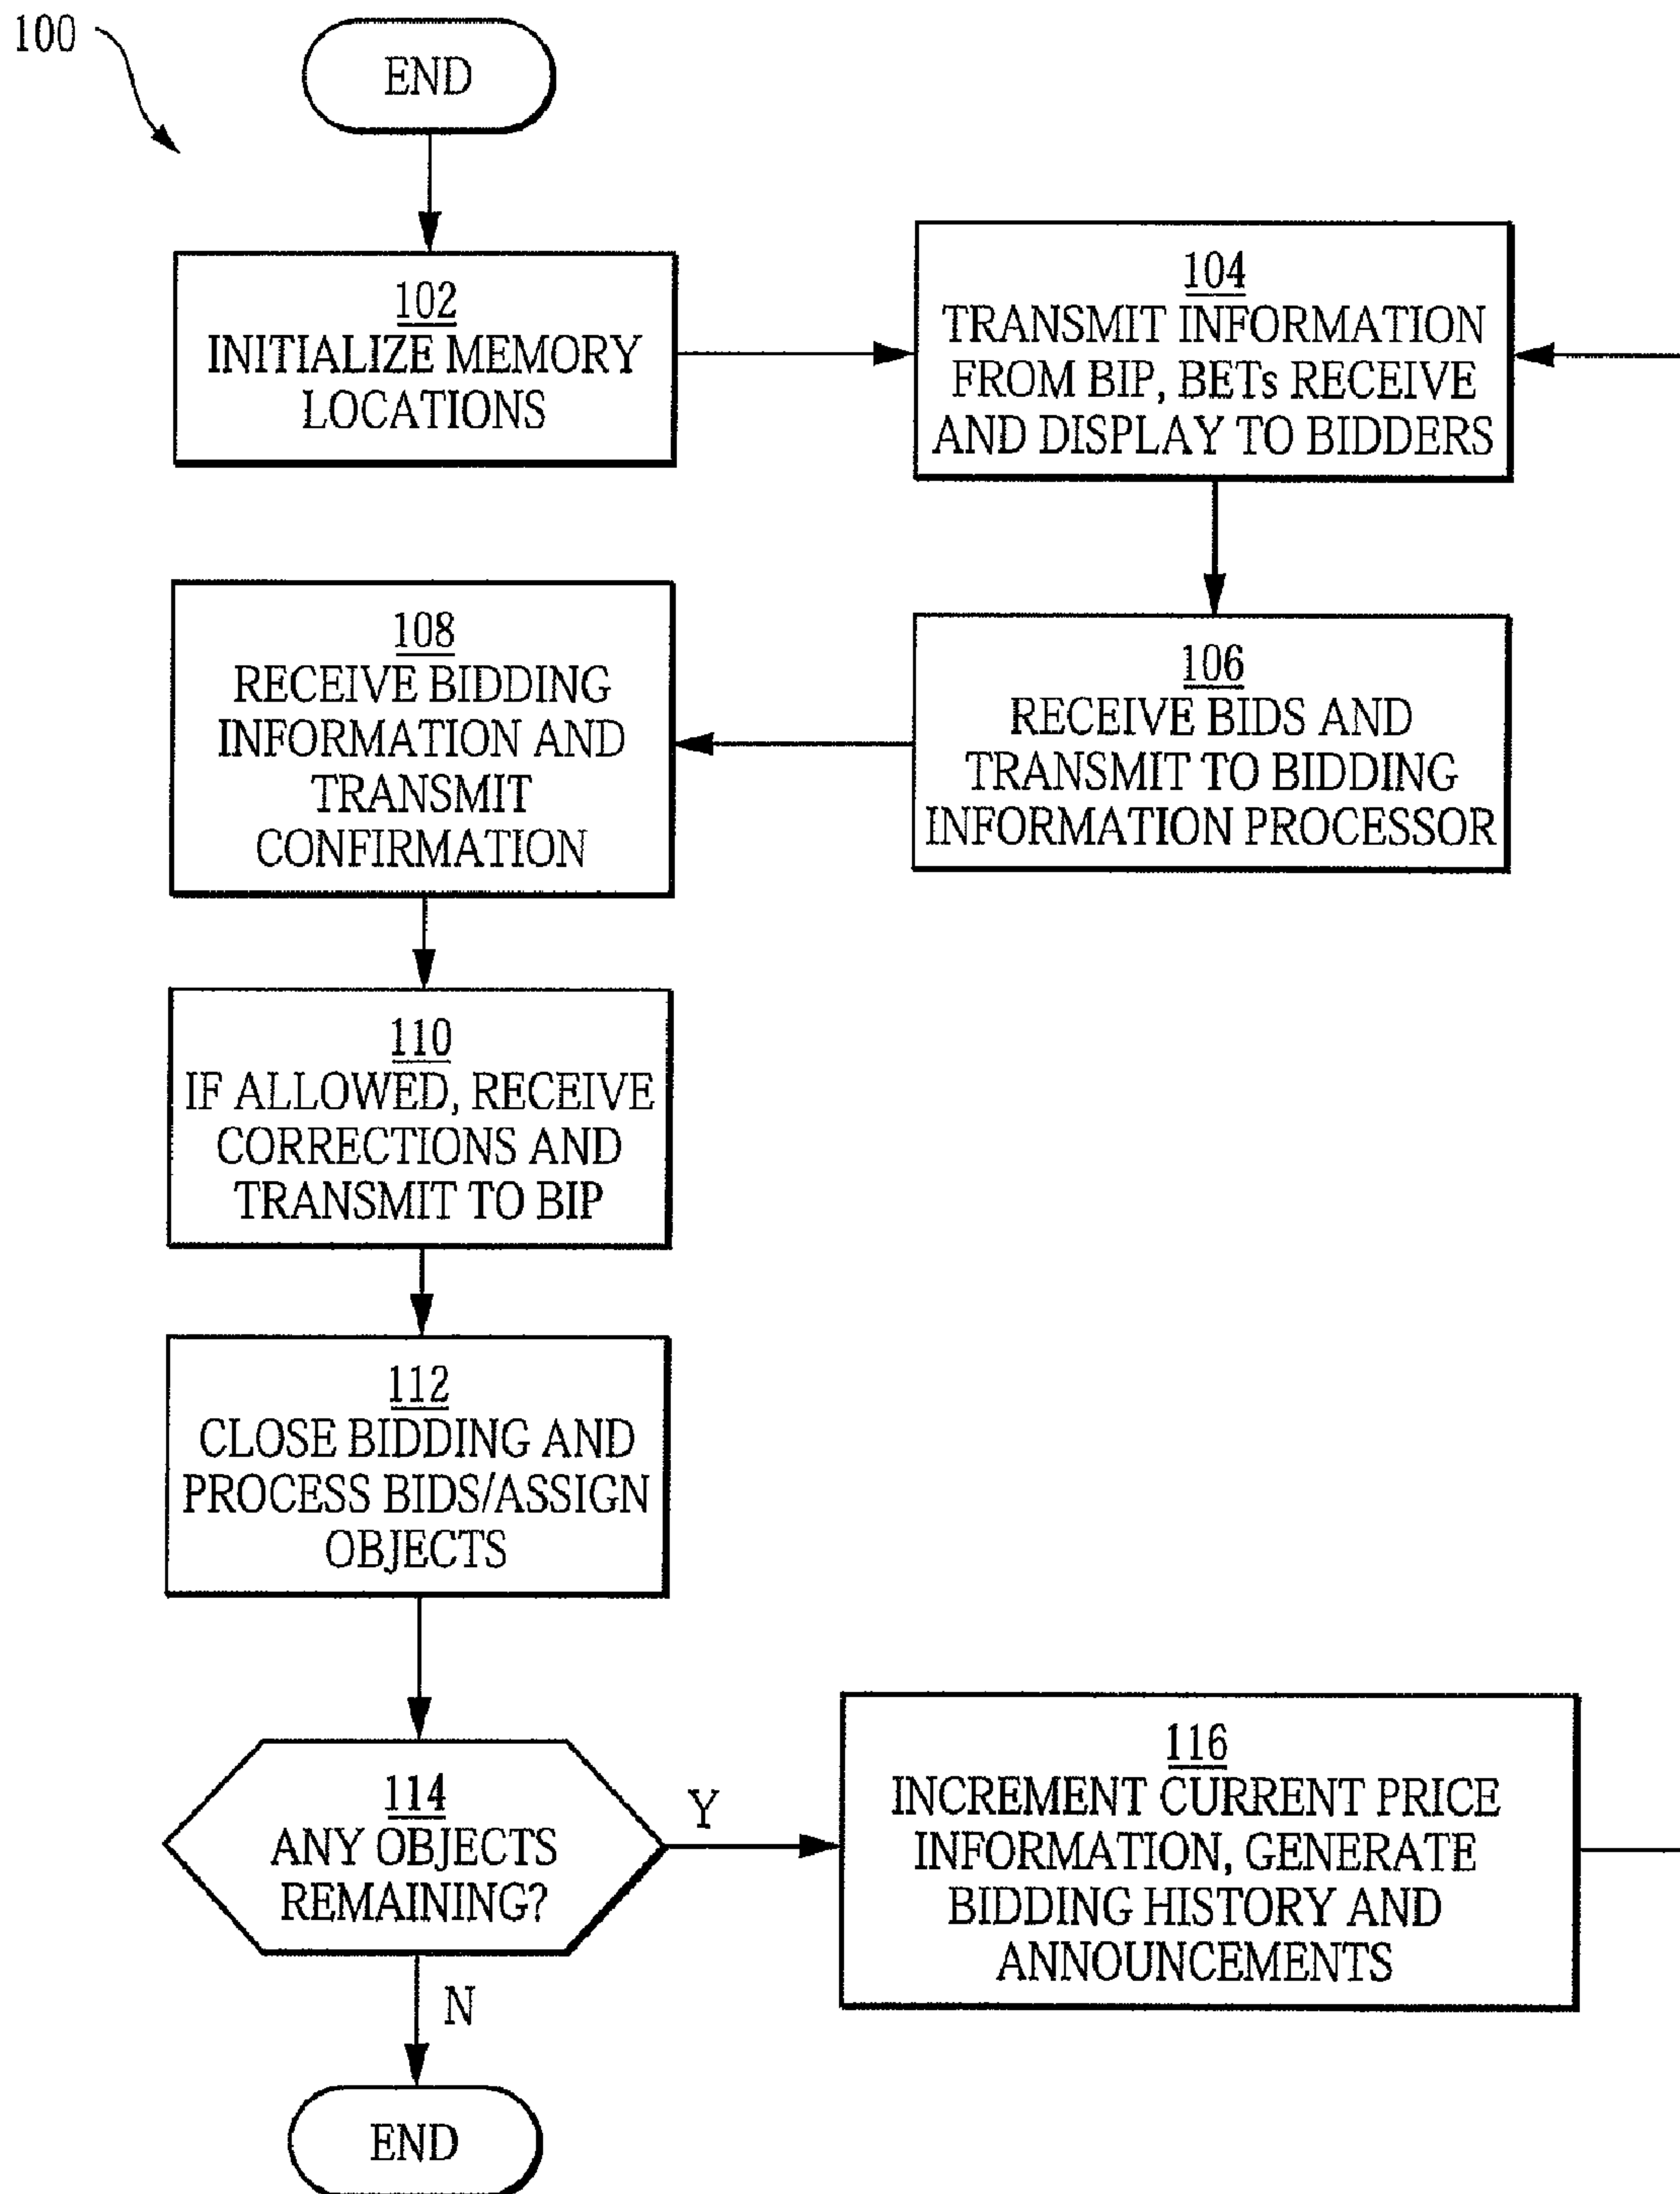 100
END
102
INITIALIZE MEMORY
LOCATIONS
104
TRANSMIT INFORMATION
FROM BIP, BETs RECEIVE
AND DISPLAY TO BIDDERS
106
RECEIVE BIDS AND
TRANSMIT TO BIDDING
INFORMATION PROCESSOR
108
RECEIVE BIDDING
INFORMATION AND
TRANSMIT
CONFIRMATION
110
IF ALLOWED, RECEIVE
CORRECTIONS AND
TRANSMIT TO BIP
112
CLOSE BIDDING AND
PROCESS BIDS/ASSIGN
OBJECTS
114
ANY OBJECTS
REMAINING?
Y
116
INCREMENT CURRENT PRICE
INFORMATION, GENERATE
BIDDING HISTORY AND
ANNOUNCEMENTS
N
END